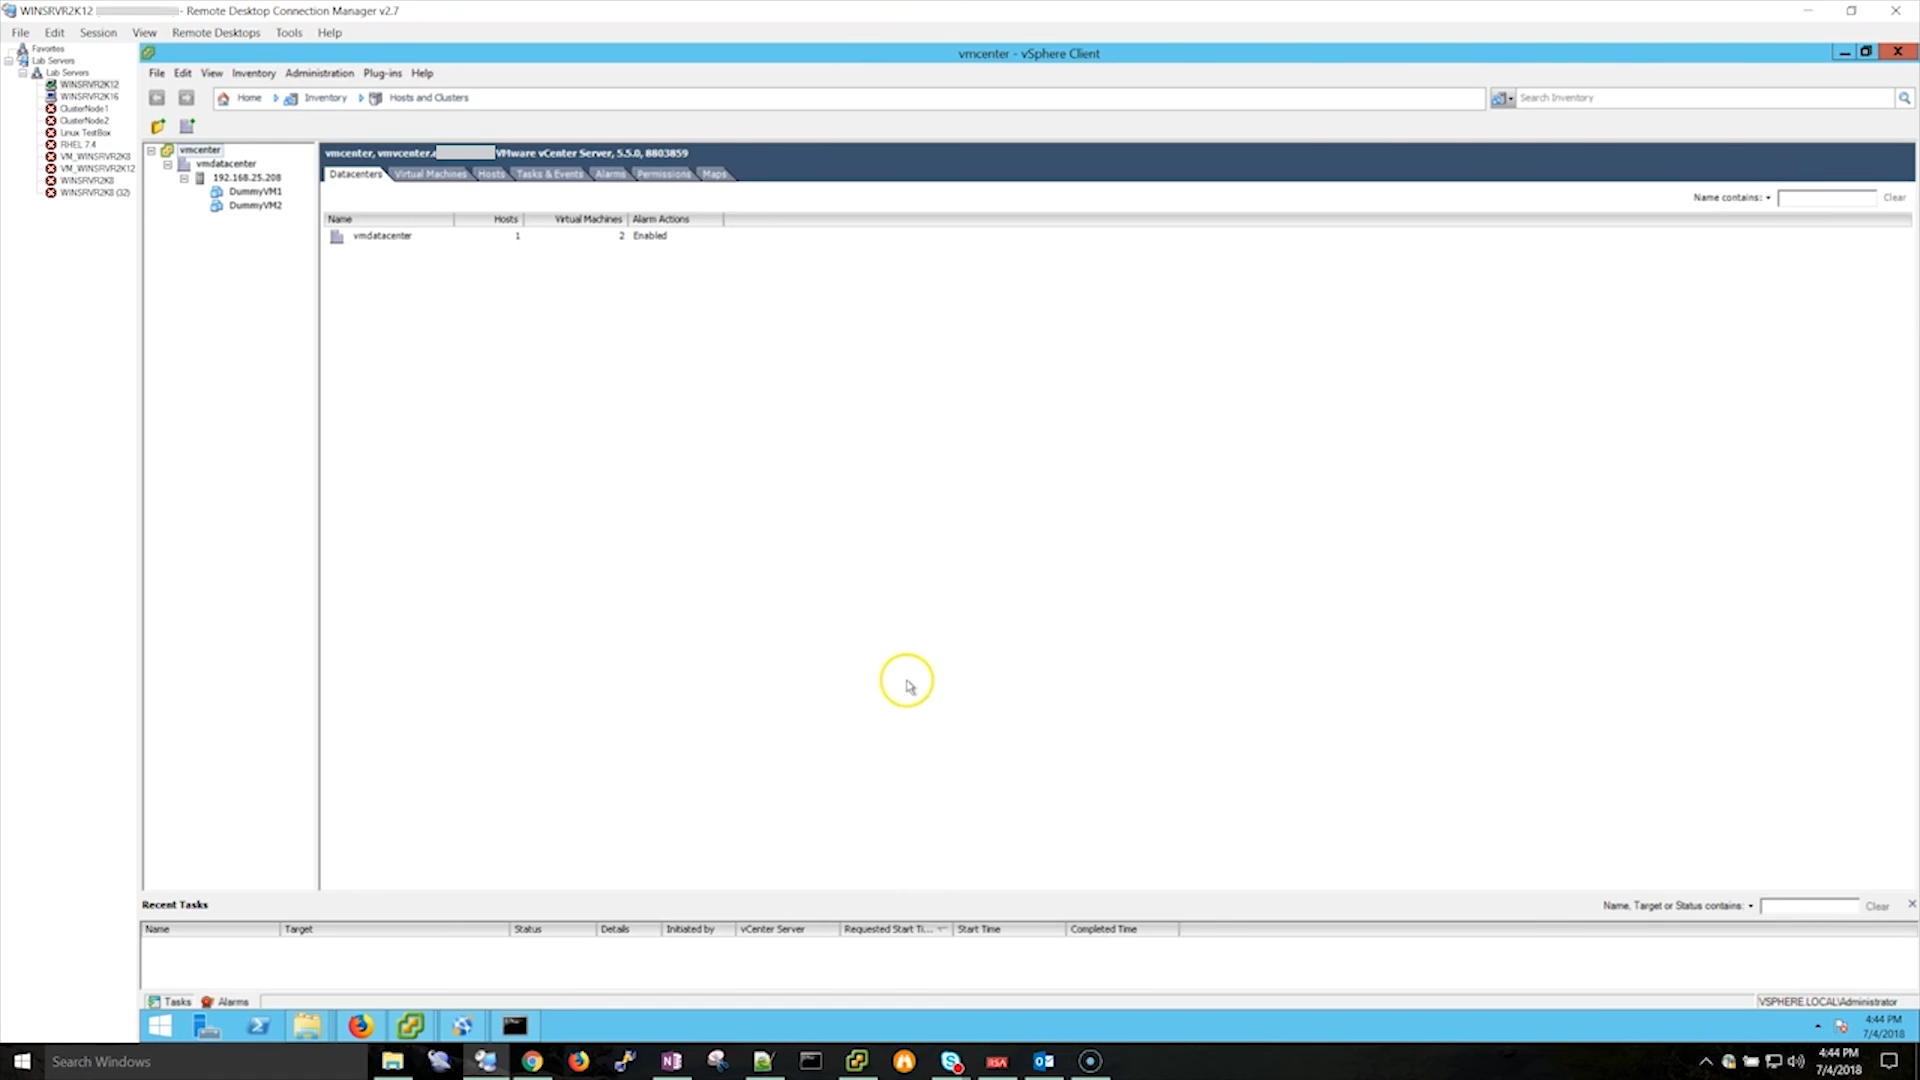 WINSRVR2K12 - Remote Desktop Connection Manager v2.7
File Edit Session View Remote Desktops Tools Help
Favorites
Lab Servers
Lab Servers
WINSRVR2K12
WINSRVR2K16
ClusterNode1
ClusterNode2
Linux TestBox
RHEL 7.4
VM_WINSRVR2K8
VM_WINSRVR2K12
WINSRVR2K8
WINSRVR2K8 (32)
vmcenter - vSphere Client
File Edit View Inventory Administration Plug-ins Help
Home Inventory Hosts and Clusters
Search Inventory
vmcenter
vmdatacenter
192.168.25.208
DummyVM1
DummyVM2
vmcenter, vmvcenter. VMware vCenter Server, 5.5.0, 8803859
Datacenters Virtual Machines Hosts Tasks & Events Alarms Permissions Maps
Name contains: Clear
Name Hosts Virtual Machines Alarm Actions
vmdatacenter 1 2 Enabled
Recent Tasks
Name, Target or Status contains: Clear
Name Target Status Details Initiated by vCenter Server Requested Start Ti... Start Time Completed Time
Tasks Alarms
VSPHERE.LOCAL\Administrator
4:44 PM
7/4/2018
Search Windows
RSA
4:44 PM
7/4/2018